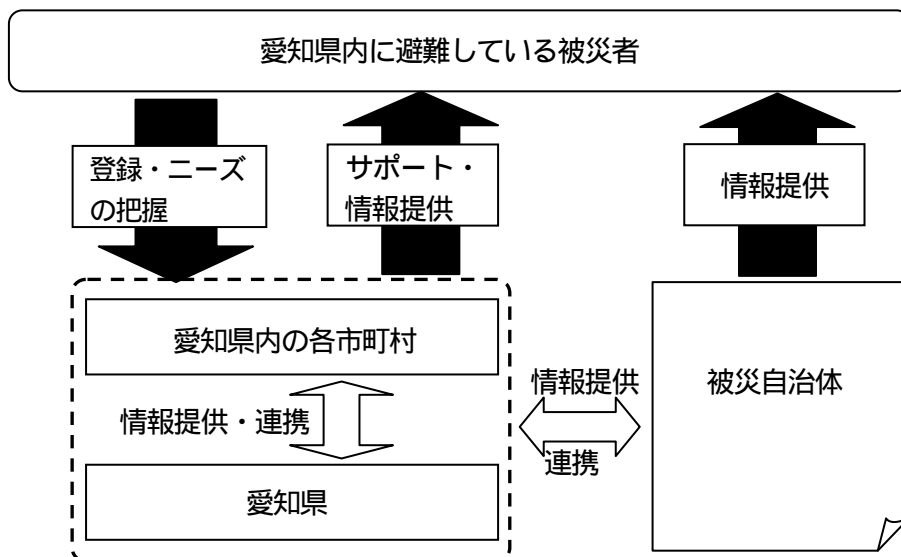 愛知県内に避難している被災者
登録・ニーズ
の把握
サポート・
情報提供
情報提供
愛知県内の各市町村
情報提供・連携
愛知県
情報提供
連携
被災自治体